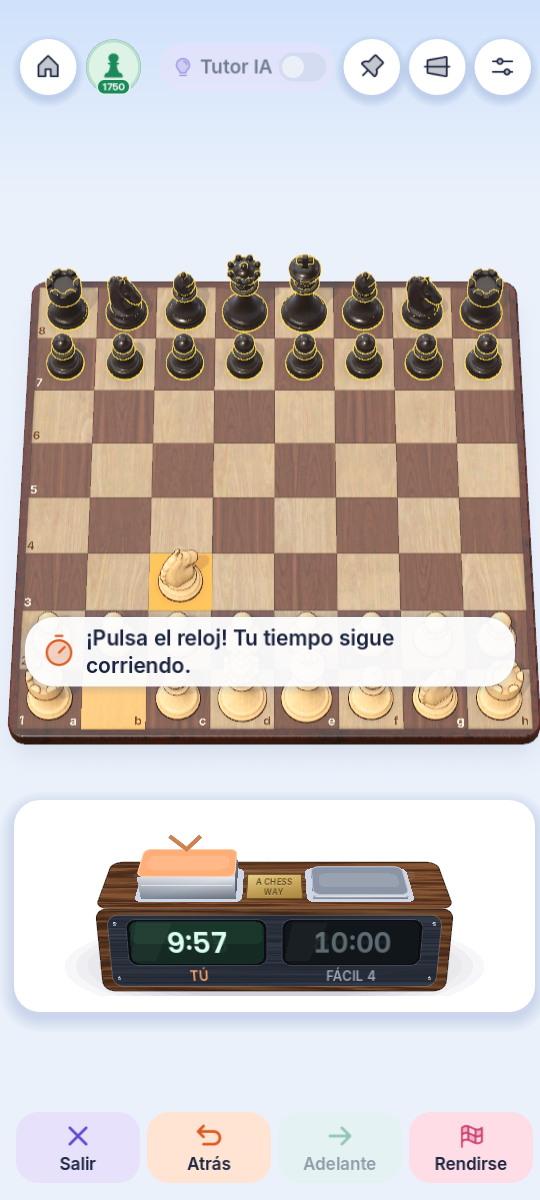 1750
Tutor IA
8
7
6
5
4
3
¡Pulsa el reloj! Tu tiempo sigue
corriendo.
1 a b c d e f g h
A CHESS
WAY
9:57 10:00
TÚ FÁCIL 4
Salir Atrás Adelante Rendirse